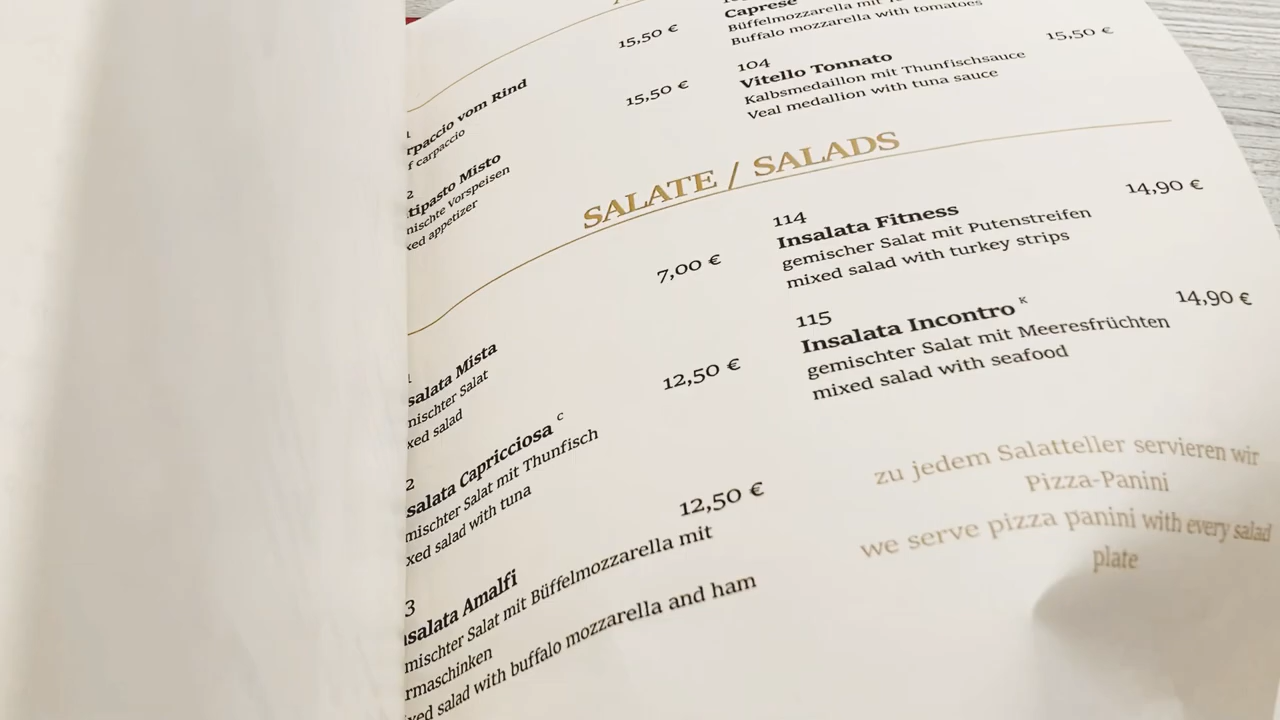 15,50 €
rpaccio vom Rind
f carpaccio
15,50 €
2
tipasto Misto
nischte Vorspeisen
xed appetizer
Caprese
Büffelmozzarella mit
Buffalo mozzarella with tomatoes
104
15,50 €
Vitello Tonnato
Kalbsmedaillon mit Thunfischsauce
Veal medallion with tuna sauce
SALATE / SALADS
7,00 €
salata Mista
nischter Salat
xed salad
12,50 €
2
salata Capricciosa C
mischter Salat mit Thunfisch
xed salad with tuna
12,50 €
3
salata Amalfi
mischter Salat mit Büffelmozzarella mit
rmaschinken
xed salad with buffalo mozzarella and ham
114
14,90 €
Insalata Fitness
gemischer Salat mit Putenstreifen
mixed salad with turkey strips
115
14,90 €
Insalata Incontro K
gemischter Salat mit Meeresfrüchten
mixed salad with seafood
zu jedem Salatteller servieren wir
Pizza-Panini
we serve pizza panini with every salad
plate